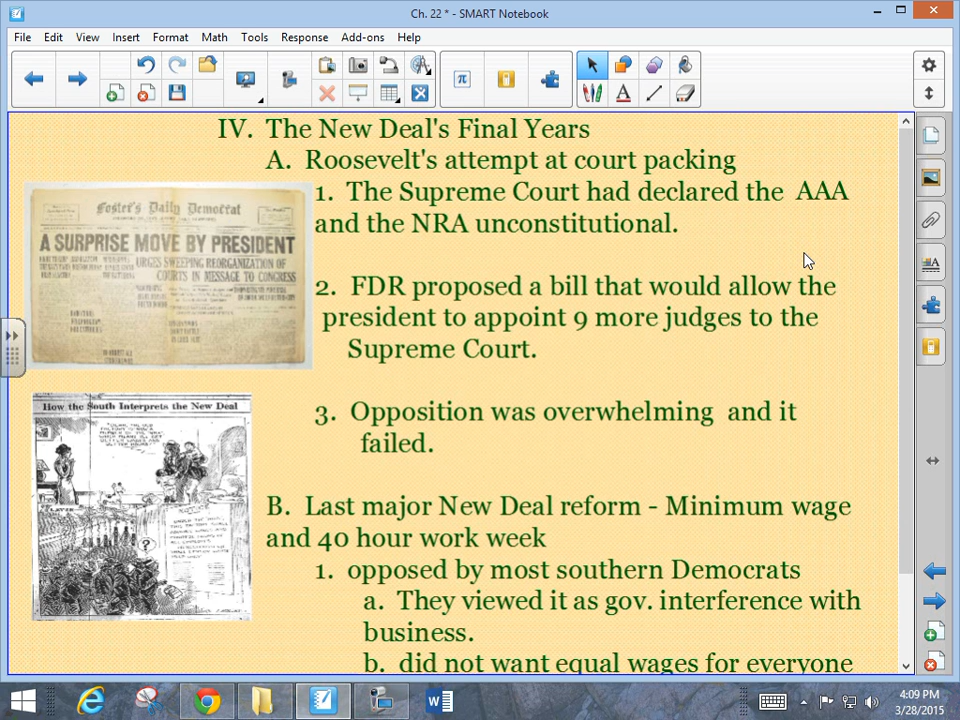 Ch. 22 * - SMART Notebook
File Edit View Insert Format Math Tools Response Add-ons Help
IV. The New Deal's Final Years
A. Roosevelt's attempt at court packing
1. The Supreme Court had declared the AAA
and the NRA unconstitutional.
Foster's Daily Democrat
A SURPRISE MOVE BY PRESIDENT
URGES SWEEPING REORGANIZATION OF
COURTS IN MESSAGE TO CONGRESS
2. FDR proposed a bill that would allow the
president to appoint 9 more judges to the
Supreme Court.
How the South Interprets the New Deal
3. Opposition was overwhelming and it
failed.
B. Last major New Deal reform - Minimum wage
and 40 hour work week
1. opposed by most southern Democrats
a. They viewed it as gov. interference with
business.
b. did not want equal wages for everyone
4:09 PM
3/28/2015